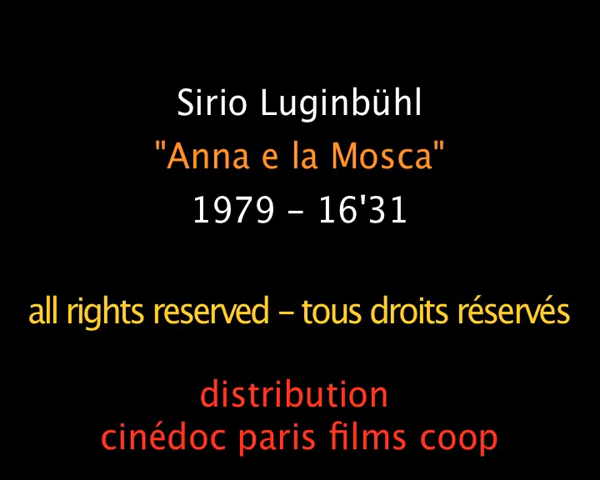 Sirio Luginbühl
"Anna e la Mosca"
1979 – 16'31
all rights reserved – tous droits réservés
distribution
cinédoc paris films coop